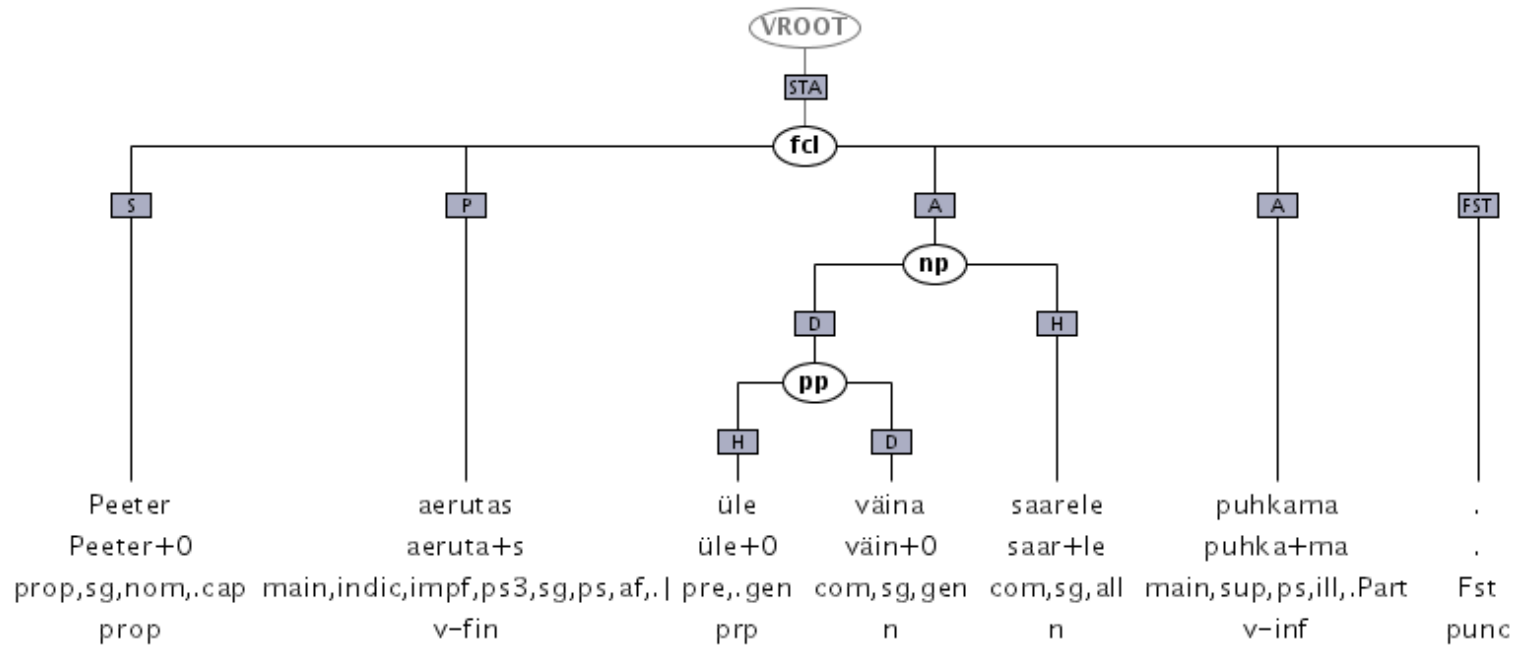 VROOT
STA
fcl
S P A A FST
np
D H
pp
H D
Peeter aerutas üle väina saarele puhkama .
Peeter+0 aeruta+s üle+0 väin+0 saar+le puhka+ma .
prop,sg,nom,.cap main,indic,impf,ps3,sg,ps,af,.| pre,.gen com,sg,gen com,sg,all main,sup,ps,ill,.Part Fst
prop v-fin prp n n v-inf punc